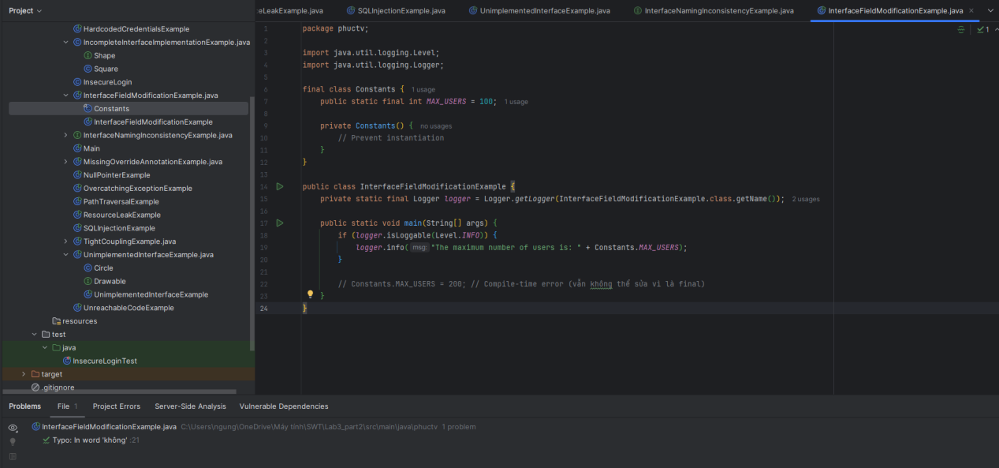 Project
ceLeakExample.java
SQLInjectionExample.java
UnimplementedInterfaceExample.java
InterfaceNamingInconsistencyExample.java
InterfaceFieldModificationExample.java
HardcodedCredentialsExample
IncompleteInterfaceImplementationExample.java
Shape
Square
InsecureLogin
InterfaceFieldModificationExample.java
Constants
InterfaceFieldModificationExample
InterfaceNamingInconsistencyExample.java
Main
MissingOverrideAnnotationExample.java
NullPointerExample
OvercatchingExceptionExample
PathTraversalExample
ResourceLeakExample
SQLInjectionExample
TightCouplingExample.java
UnimplementedInterfaceExample.java
Circle
Drawable
UnimplementedInterfaceExample
UnreachableCodeExample
resources
test
java
InsecureLoginTest
target
.gitignore
1 package phuctv;
2
3 import java.util.logging.Level;
4 import java.util.logging.Logger;
5
6 final class Constants { 1 usage
7 public static final int MAX_USERS = 100; 1 usage
8
9 private Constants() { no usages
10 // Prevent instantiation
11 }
12 }
13
14 public class InterfaceFieldModificationExample {
15 private static final Logger logger = Logger.getLogger(InterfaceFieldModificationExample.class.getName()); 2 usages
16
17 public static void main(String[] args) {
18 if (logger.isLoggable(Level.INFO)) {
19 logger.info( msg: "The maximum number of users is: " + Constants.MAX_USERS);
20 }
21
22 // Constants.MAX_USERS = 200; // Compile-time error (vẫn không thể sửa vì là final)
23 }
24 }
1
Problems
File 1
Project Errors
Server-Side Analysis
Vulnerable Dependencies
InterfaceFieldModificationExample.java C:\Users\ngung\OneDrive\Máy tính\SWT\Lab3_part2\src\main\java\phuctv 1 problem
Typo: In word 'không' :21